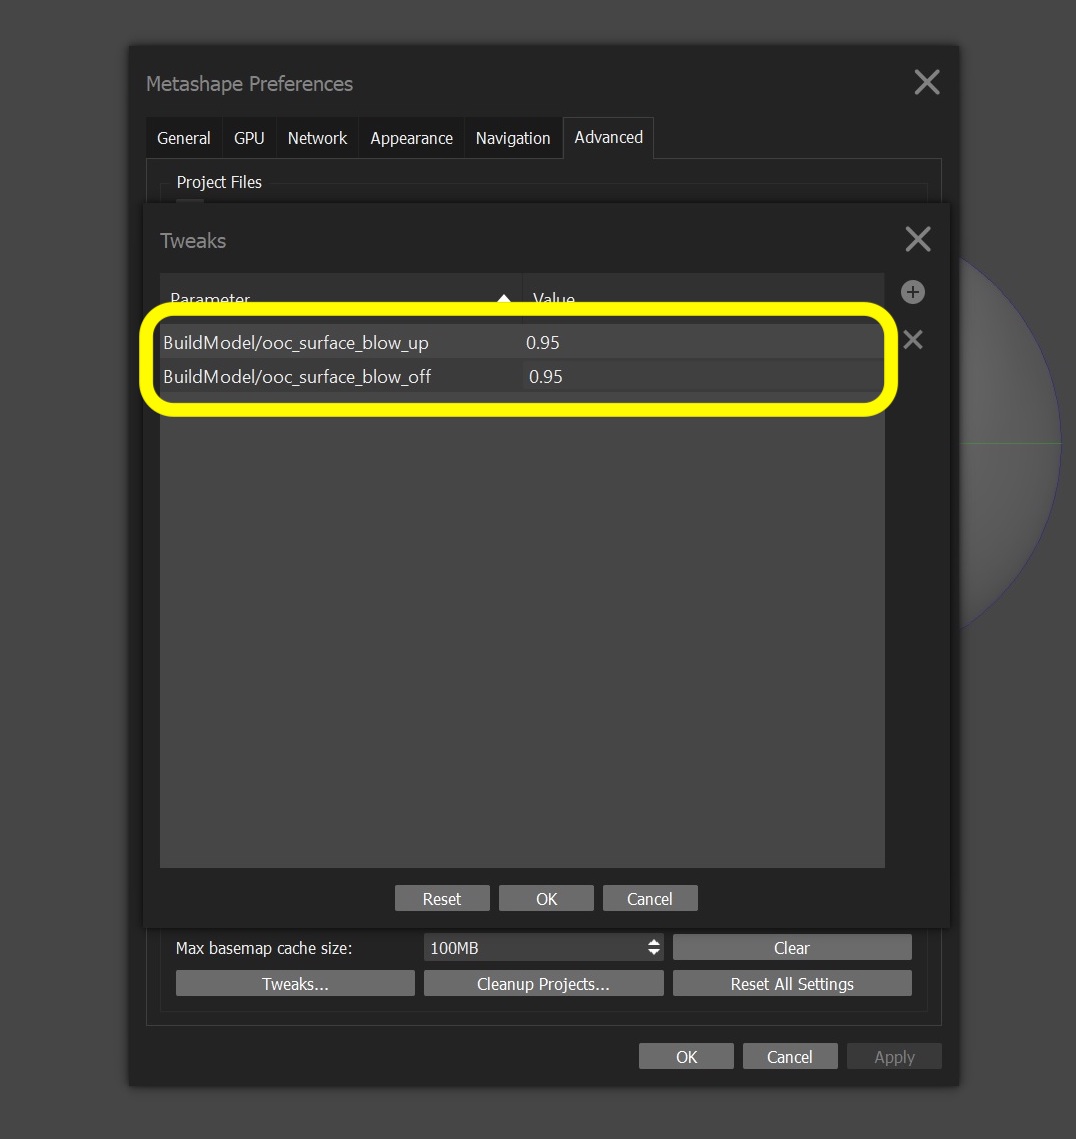 Metashape Preferences
General GPU Network Appearance Navigation Advanced
Project Files
Tweaks
Parameter Value
BuildModel/ooc_surface_blow_up 0.95
BuildModel/ooc_surface_blow_off 0.95
Reset OK Cancel
Max basemap cache size: 100MB Clear
Tweaks... Cleanup Projects... Reset All Settings
OK Cancel Apply